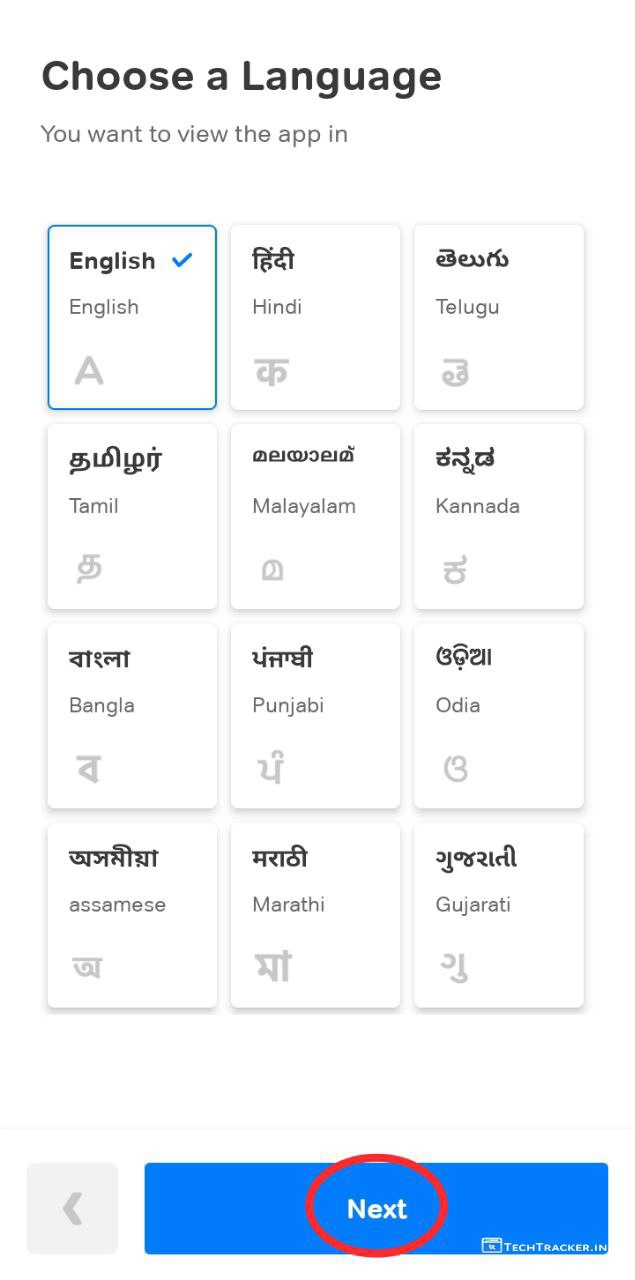 Choose a Language
You want to view the app in
English
English
A
हिंदी
Hindi
क
తెలుగు
Telugu
తె
தமிழர்
Tamil
த
മലയാലമ്
Malayalam
മ
ಕನ್ನಡ
Kannada
ಕ
বাংলা
Bangla
ব
ਪંਜਾਬੀ
Punjabi
ਪੰ
ଓଡ଼ିଆ
Odia
ଓ
অসমীয়া
assamese
অ
मराठी
Marathi
मा
ગુજરાતી
Gujarati
ગુ
Next
TECHTRACKER.IN